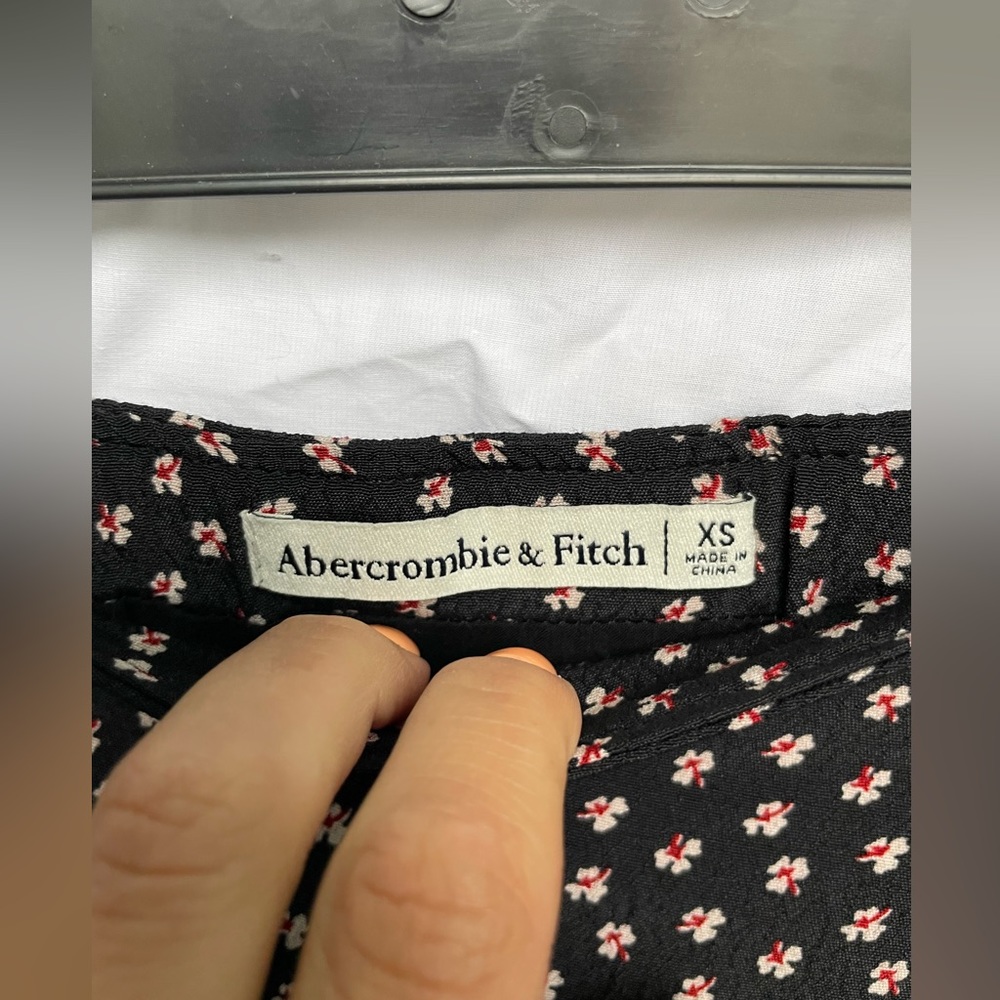 Abercrombie & Fitch | XS
MADE IN
CHINA